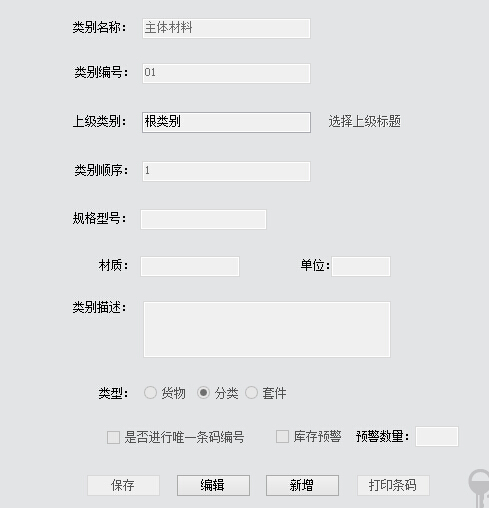 类别名称： 主体材料
类别编号： 01
上级类别： 根类别 选择上级标题
类别顺序： 1
规格型号：
材质： 单位：
类别描述：
类型： 货物 分类 套件
是否进行唯一条码编号 库存预警 预警数量：
保存 编辑 新增 打印条码